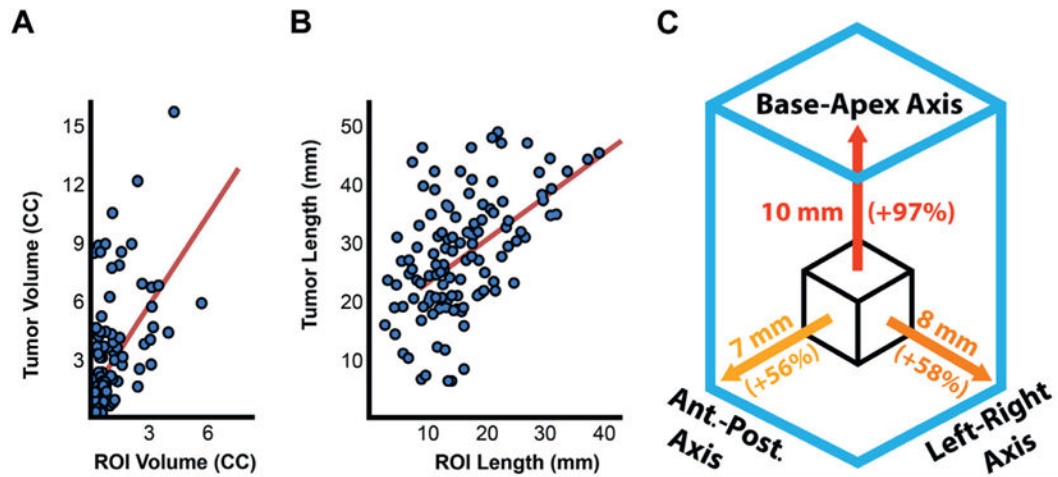 A
Tumor Volume (CC)
15
12
9
6
3
3 6
ROI Volume (CC)
B
Tumor Length (mm)
50
40
30
20
10
10 20 30 40
ROI Length (mm)
C
Base-Apex Axis
10 mm (+97%)
7 mm
(+56%)
8 mm
(+58%)
Ant.-Post.
Axis
Left-Right
Axis